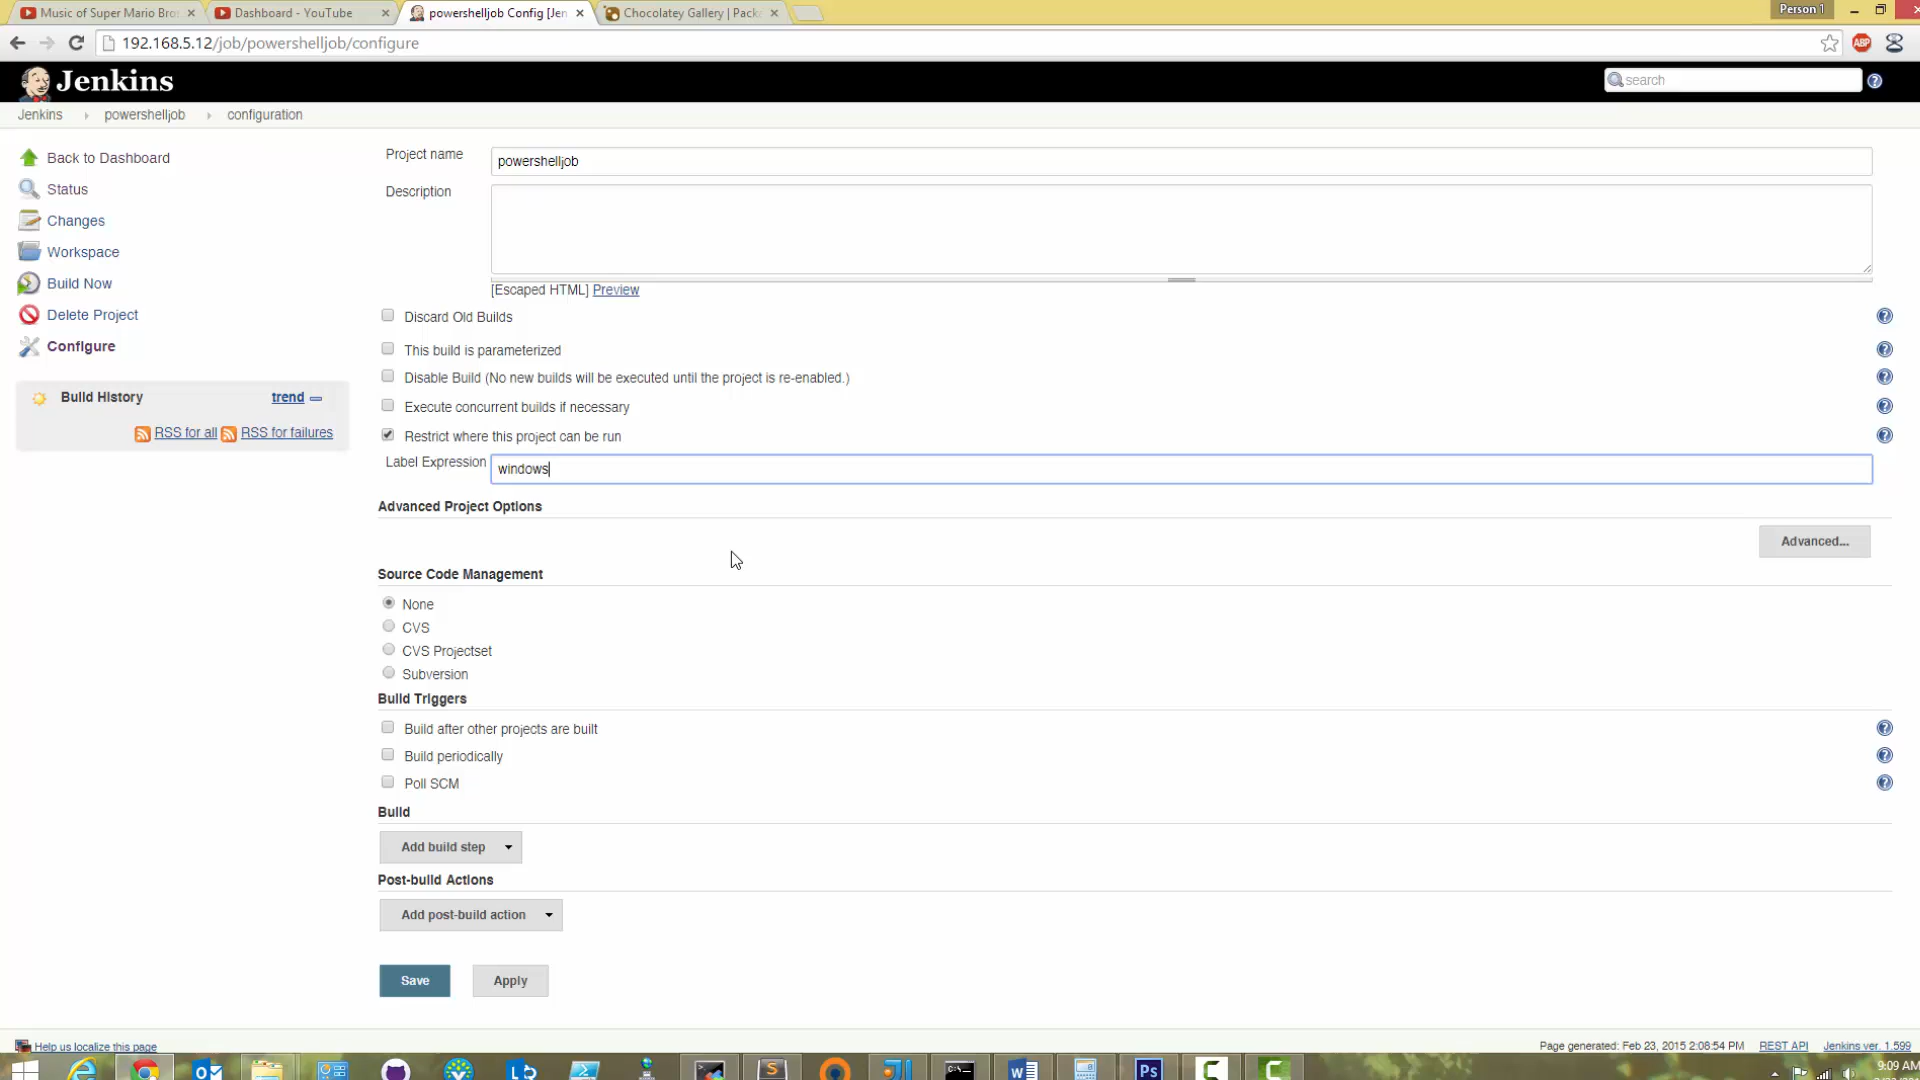 Music of Super Mario Bros
Dashboard - YouTube
powershelljob Config [Jen
Chocolatey Gallery | Pack
Person 1
192.168.5.12/job/powershelljob/configure
ABP
Jenkins
search
Jenkins
powershelljob
configuration
Back to Dashboard
Status
Changes
Workspace
Build Now
Delete Project
Configure
Build History
trend
RSS for all
RSS for failures
Project name
powershelljob
Description
[Escaped HTML] Preview
Discard Old Builds
This build is parameterized
Disable Build (No new builds will be executed until the project is re-enabled.)
Execute concurrent builds if necessary
Restrict where this project can be run
Label Expression
windows
Advanced Project Options
Advanced...
Source Code Management
None
CVS
CVS Projectset
Subversion
Build Triggers
Build after other projects are built
Build periodically
Poll SCM
Build
Add build step
Post-build Actions
Add post-build action
Save
Apply
Help us localize this page
Page generated: Feb 23, 2015 2:08:54 PM
REST API
Jenkins ver. 1.599
Ps
9:09 AM